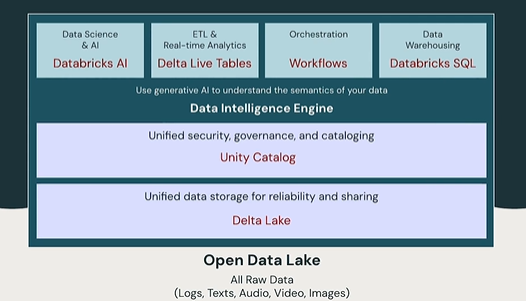 Data Science
& AI
Databricks AI
ETL &
Real-time Analytics
Delta Live Tables
Orchestration
Workflows
Data
Warehousing
Databricks SQL
Use generative AI to understand the semantics of your data
Data Intelligence Engine
Unified security, governance, and cataloging
Unity Catalog
Unified data storage for reliability and sharing
Delta Lake
Open Data Lake
All Raw Data
(Logs, Texts, Audio, Video, Images)